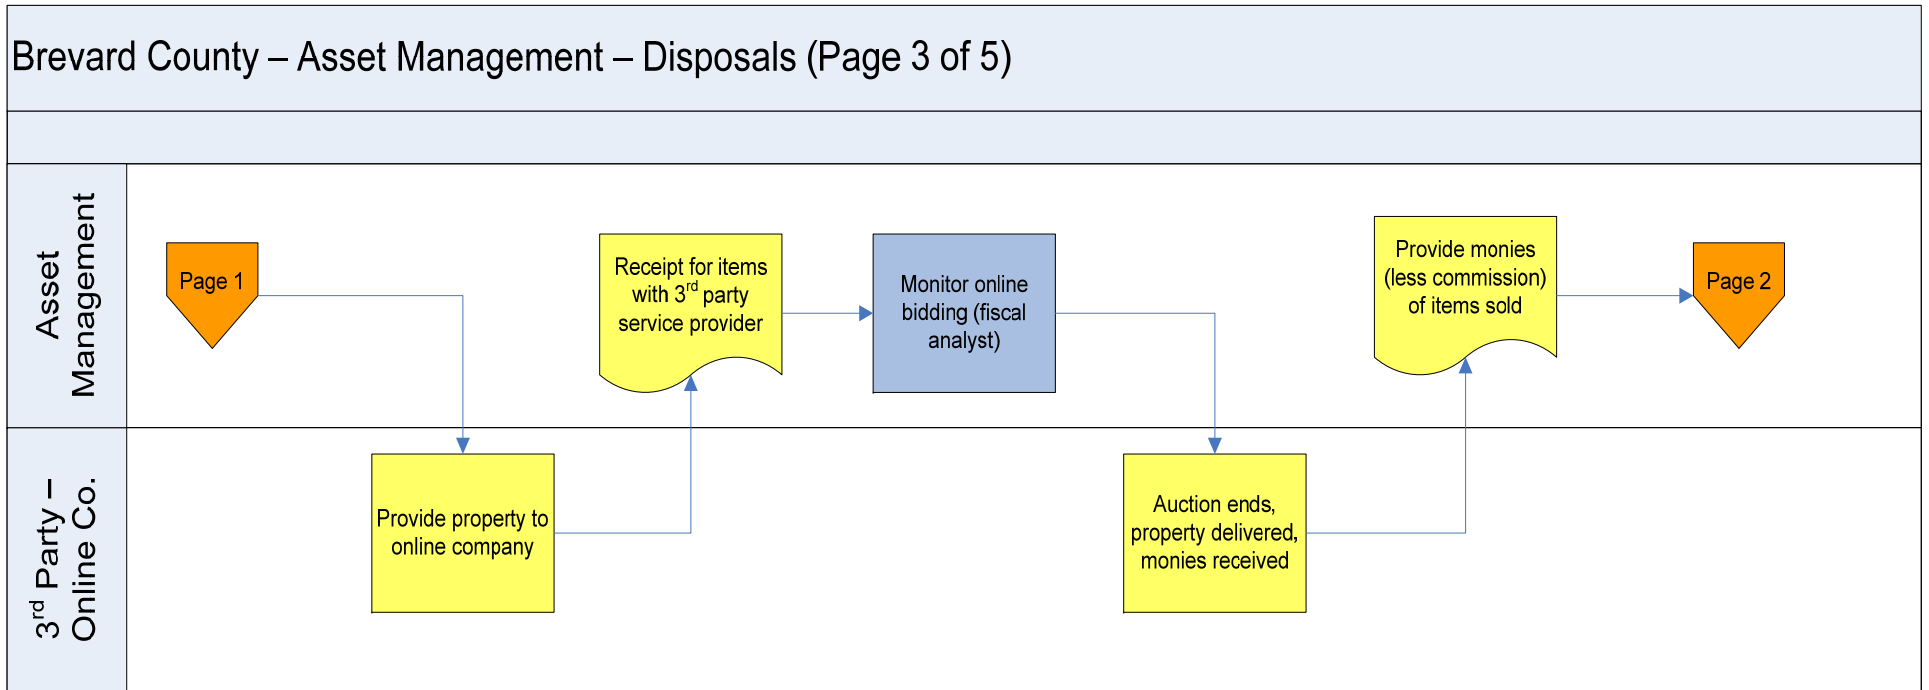 Brevard County – Asset Management – Disposals (Page 3 of 5)
Asset
Management
Page 1
Receipt for items
with 3rd party
service provider
Monitor online
bidding (fiscal
analyst)
Provide monies
(less commission)
of items sold
Page 2
3rd Party –
Online Co.
Provide property to
online company
Auction ends,
property delivered,
monies received